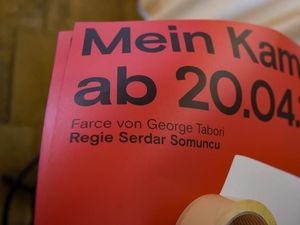 Mein Kam
ab 20.04.
Farce von George Tabori
Regie Serdar Somuncu